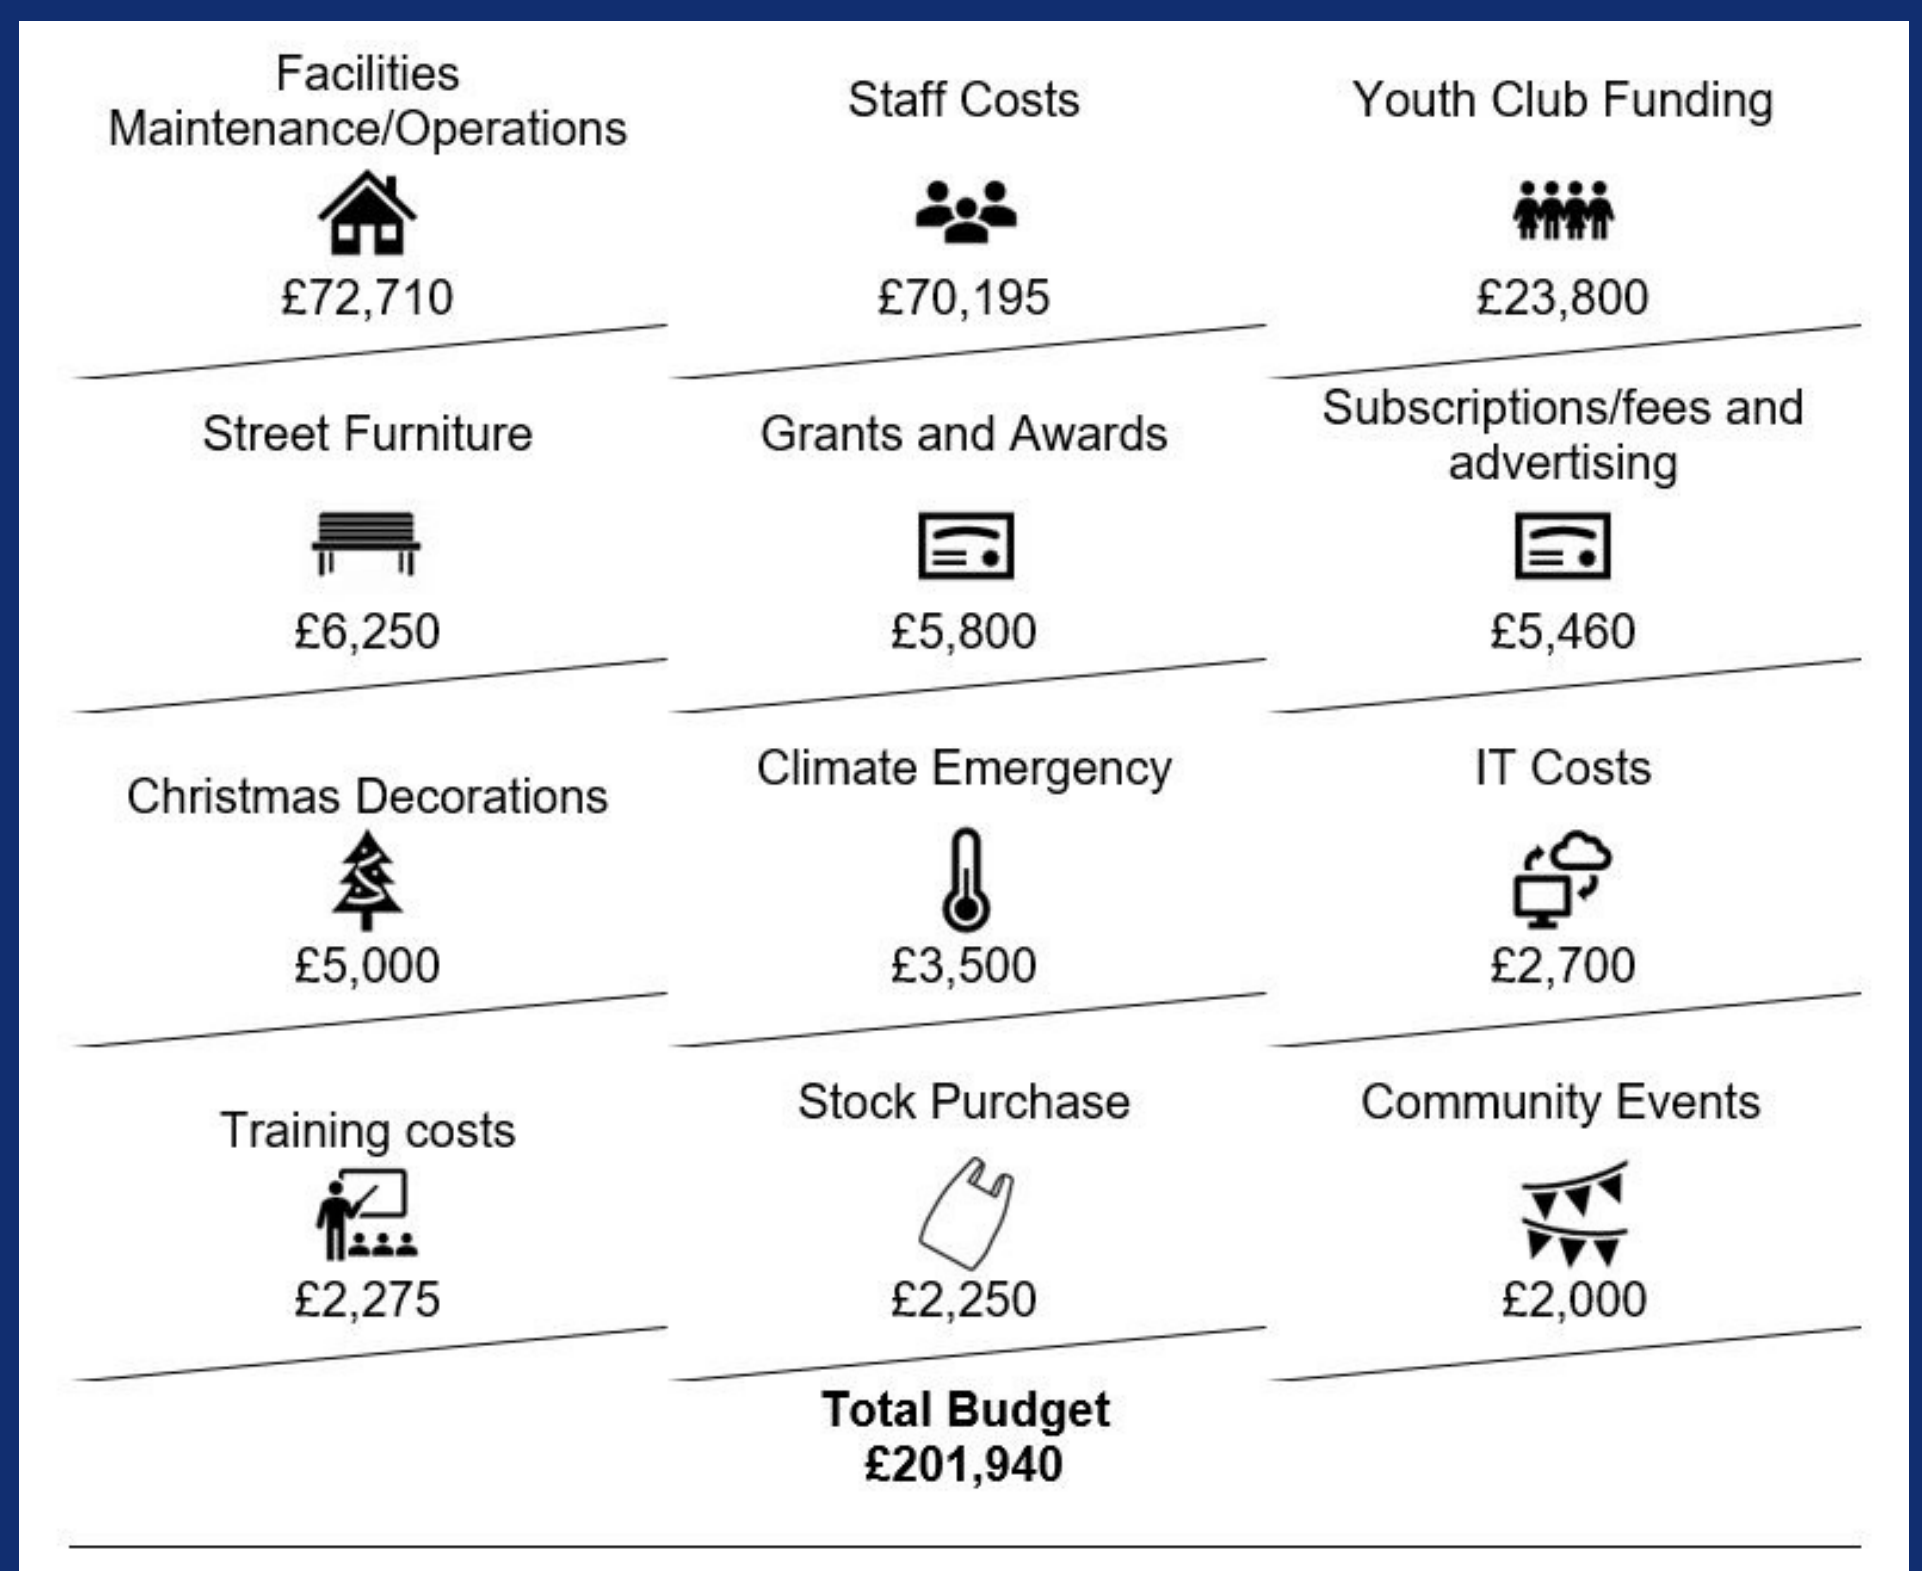 Facilities
Maintenance/Operations
£72,710
Staff Costs
£70,195
Youth Club Funding
£23,800
Street Furniture
£6,250
Grants and Awards
£5,800
Subscriptions/fees and
advertising
£5,460
Christmas Decorations
£5,000
Climate Emergency
£3,500
IT Costs
£2,700
Training costs
£2,275
Stock Purchase
£2,250
Community Events
£2,000
Total Budget
£201,940